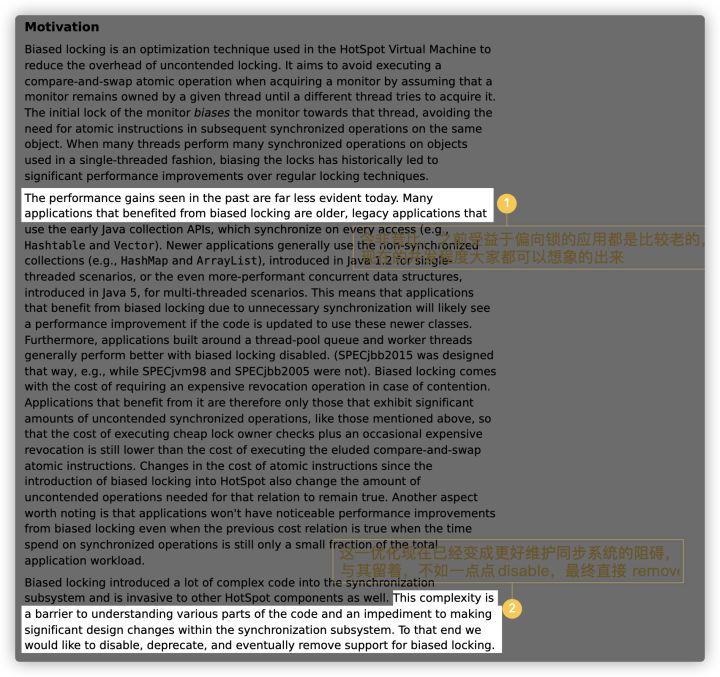 Motivation
Biased locking is an optimization technique used in the HotSpot Virtual Machine to
reduce the overhead of uncontended locking. It aims to avoid executing a
compare-and-swap atomic operation when acquiring a monitor by assuming that a
monitor remains owned by a given thread until a different thread tries to acquire it.
The initial lock of the monitor biases the monitor towards that thread, avoiding the
need for atomic instructions in subsequent synchronized operations on the same
object. When many threads perform many synchronized operations on objects
used in a single-threaded fashion, biasing the locks has historically led to
significant performance improvements over regular locking techniques.
The performance gains seen in the past are far less evident today. Many
applications that benefited from biased locking are older, legacy applications that
1
use the early Java collection APIs, which synchronize on every access (e.g.,
Hashtable and Vector). Newer applications generally use the non-synchronized
collections (e.g., HashMap and ArrayList), introduced in Java 1.2 for single-
threaded scenarios, or the even more-performant concurrent data structures,
introduced in Java 5, for multi-threaded scenarios. This means that applications
that benefit from biased locking due to unnecessary synchronization will likely see
a performance improvement if the code is updated to use these newer classes.
Furthermore, applications built around a thread-pool queue and worker threads
generally perform better with biased locking disabled. (SPECjbb2015 was designed
that way, e.g., while SPECjvm98 and SPECjbb2005 were not). Biased locking comes
with the cost of requiring an expensive revocation operation in case of contention.
Applications that benefit from it are therefore only those that exhibit significant
amounts of uncontended synchronized operations, like those mentioned above, so
that the cost of executing cheap lock owner checks plus an occasional expensive
revocation is still lower than the cost of executing the eluded compare-and-swap
atomic instructions. Changes in the cost of atomic instructions since the
introduction of biased locking into HotSpot also change the amount of
uncontended operations needed for that relation to remain true. Another aspect
worth noting is that applications won't have noticeable performance improvements
from biased locking even when the previous cost relation is true when the time
spend on synchronized operations is still only a small fraction of the total
application workload.
之前受益于偏向锁的应用都是比较老的,
大家都可以想象的出来
这一优化现在已经变成更好维护同步系统的阻碍,
与其留着，不如一点点disable，最终直接 remove
Biased locking introduced a lot of complex code into the synchronization
subsystem and is invasive to other HotSpot components as well. This complexity is
a barrier to understanding various parts of the code and an impediment to making
significant design changes within the synchronization subsystem. To that end we
would like to disable, deprecate, and eventually remove support for biased locking.
2